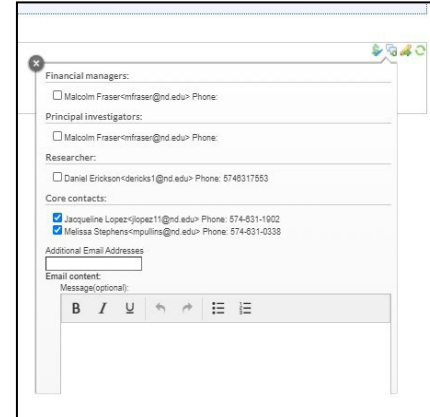 Financial managers:
Malcolm Fraser<mfraser@nd.edu> Phone:
Principal investigators:
Malcolm Fraser<mfraser@nd.edu> Phone:
Researcher:
Daniel Erickson<dericks1@nd.edu> Phone: 5746317553
Core contacts:
Jacqueline Lopez<jlopez11@nd.edu> Phone: 574-631-1902
Melissa Stephens<mpullins@nd.edu> Phone: 574-631-0338
Additional Email Addresses
Email content:
Message(optional):
B I U